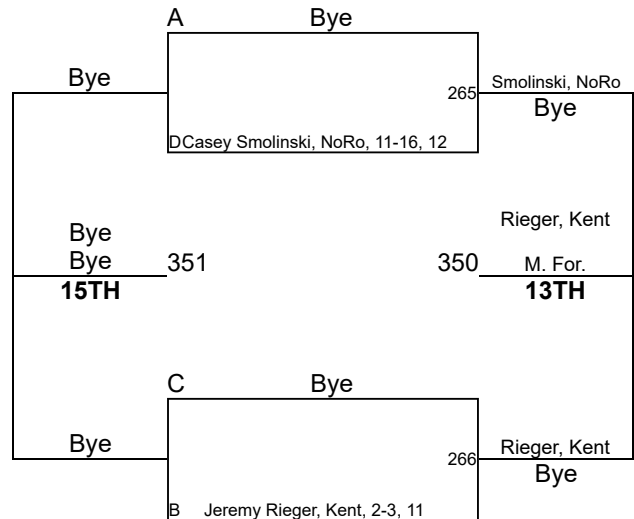 A Bye
Bye
265
Smolinski, NoRo
Bye
DCasey Smolinski, NoRo, 11-16, 12
Rieger, Kent
Bye
Bye 351 350 M. For.
15TH 13TH
C Bye
Bye
266
Rieger, Kent
Bye
B Jeremy Rieger, Kent, 2-3, 11